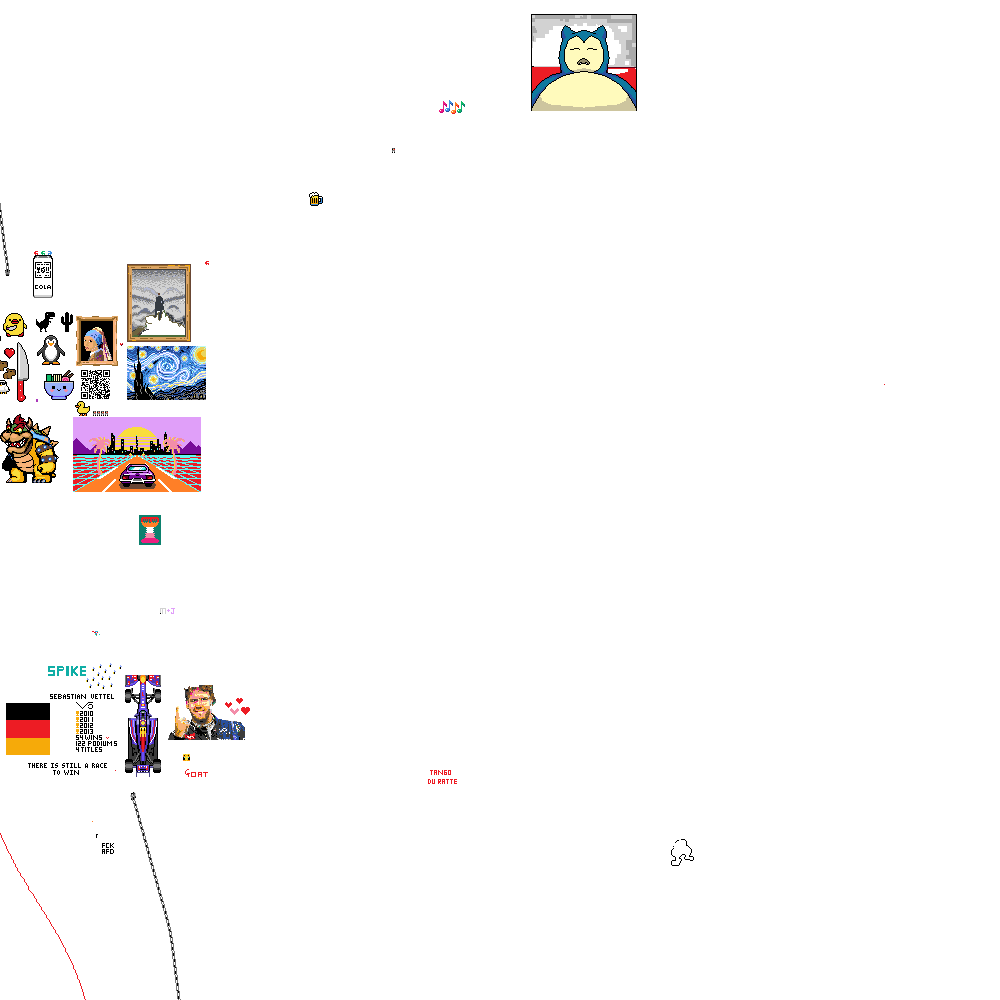 YOU
COLA
SPIKE
SEBASTIAN VETTEL
2010
2011
2012
2013
54 WINS
122 PODIUMS
4 TITLES
THERE IS STILL A RACE
TO WIN
GOAT
TANGO
DU RATTE
FCK
AFD